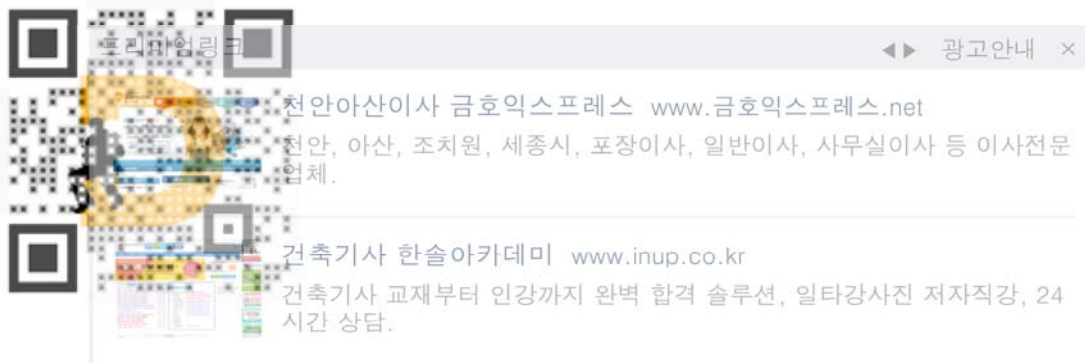 프리미엄링크
◀▶ 광고안내 ×
천안아산이사 금호익스프레스 www.금호익스프레스.net
천안, 아산, 조치원, 세종시, 포장이사, 일반이사, 사무실이사 등 이사전문
업체.
건축기사 한솔아카데미 www.inup.co.kr
건축기사 교재부터 인강까지 완벽 합격 솔루션, 일타강사진 저자직강, 24
시간 상담.